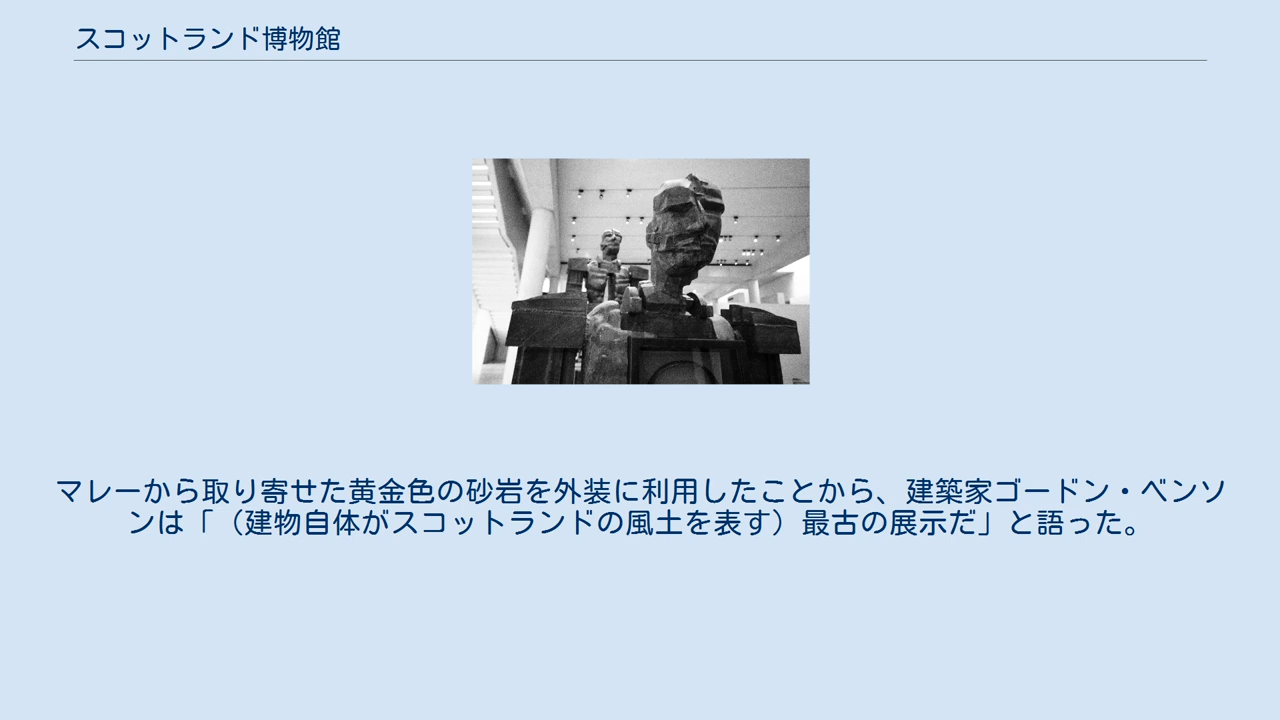 スコットランド博物館
マレーから取り寄せた黄金色の砂岩を外装に利用したことから、建築家ゴードン・ベンソ
ンは「（建物自体がスコットランドの風土を表す）最古の展示だ」と語った。